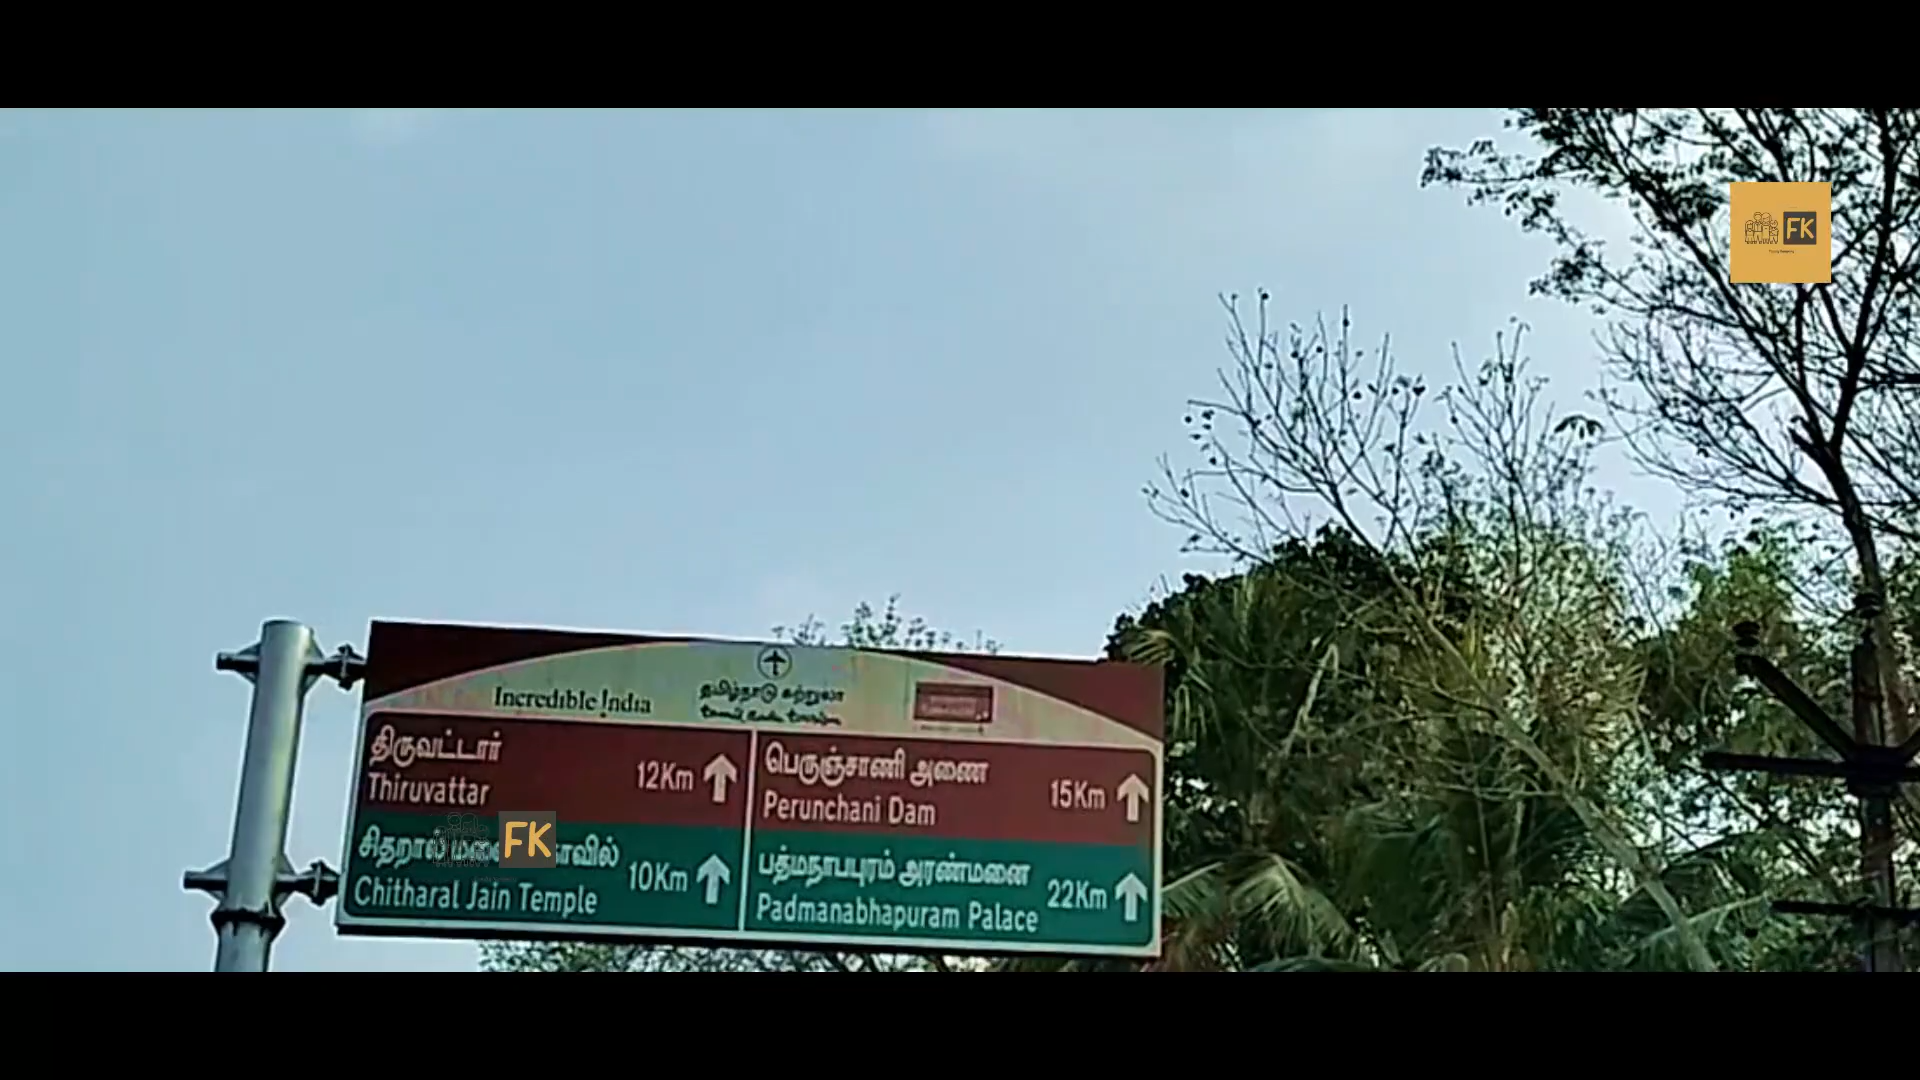 FK
Incredible India
தமிழ்நாடு சுற்றுலா
திருவட்டார்
Thiruvattar
12Km
சிதறால்
Chitharal Jain Temple
10Km
FK
பெருஞ்சாணி அணை
Perunchani Dam
15Km
பத்மநாபபுரம் அரண்மனை
Padmanabhapuram Palace
22Km